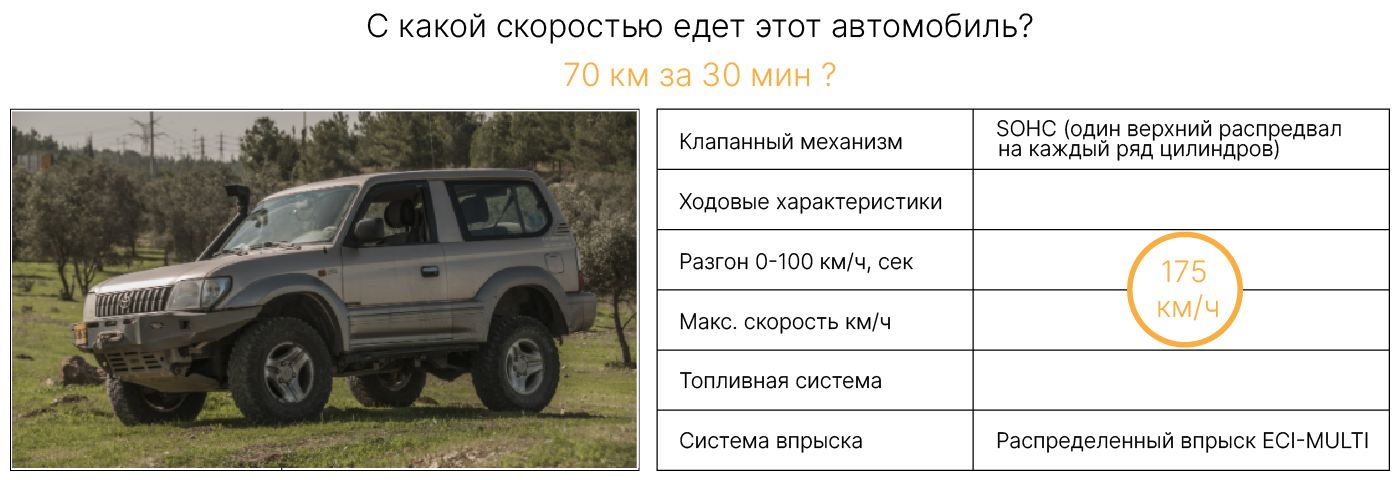 С какой скоростью едет этот автомобиль?
70 км за 30 мин ?
Клапанный механизм
SOHC (один верхний распредвал
на каждый ряд цилиндров)
Ходовые характеристики
Разгон 0-100 км/ч, сек
175
км/ч
Макс. скорость км/ч
Топливная система
Система впрыска
Распределенный впрыск ECI-MULTI